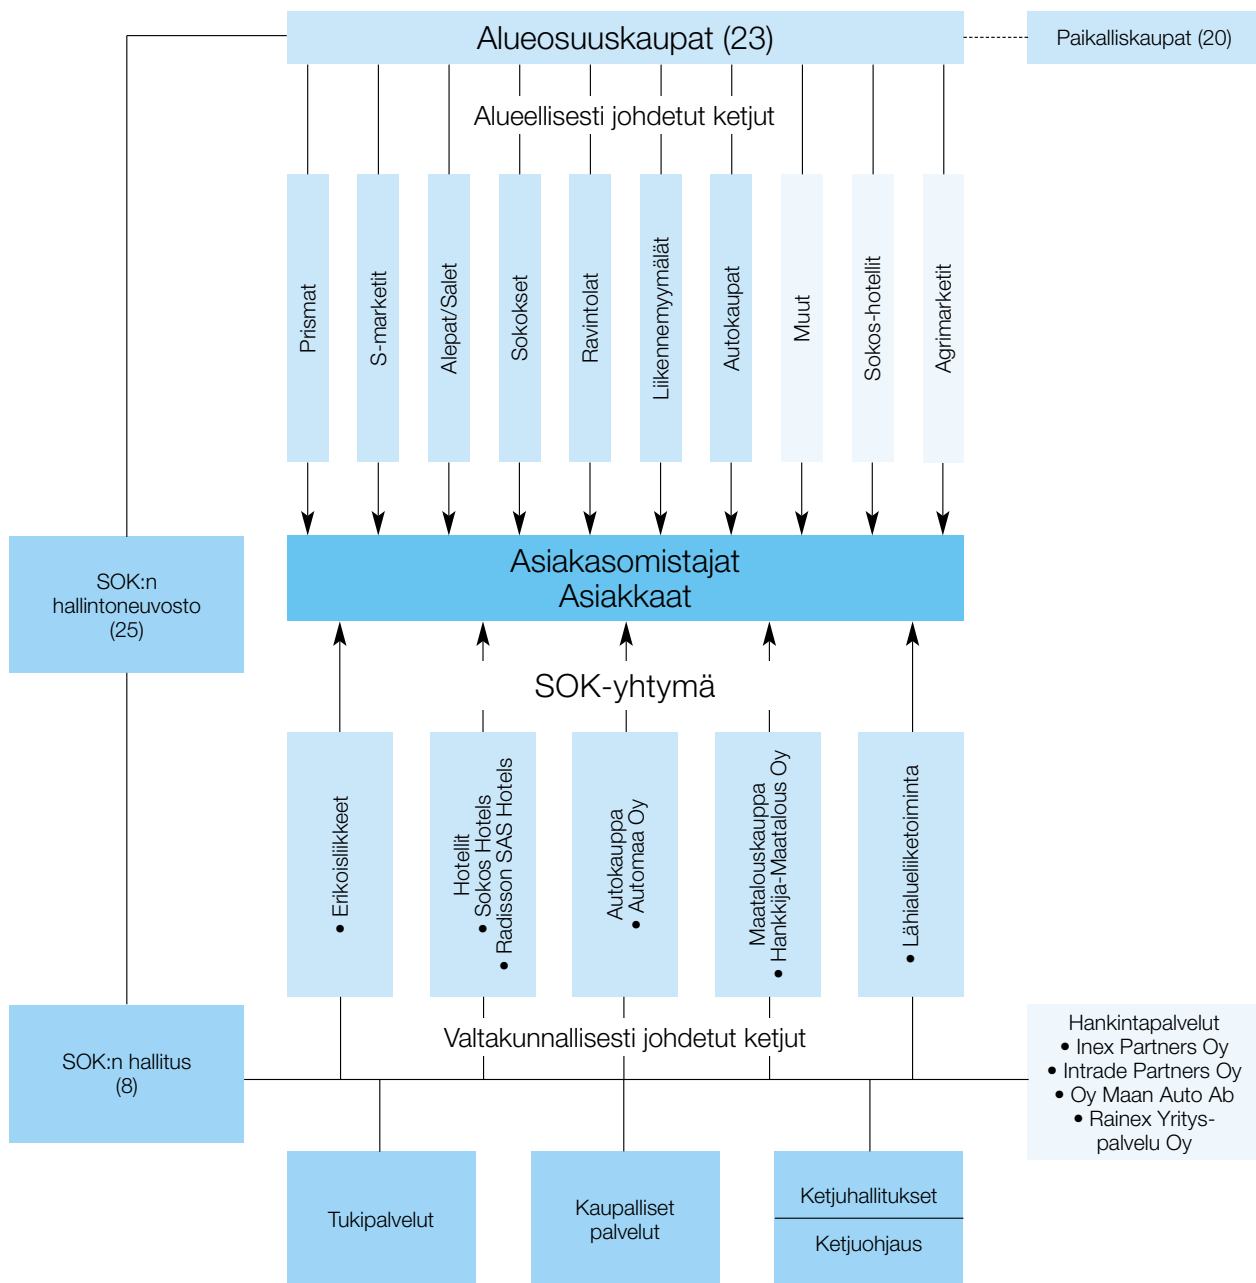 Alueosuuskaupat (23)
Paikalliskaupat (20)
Alueellisesti johdetut ketjut
Prismat
S-marketit
Alepat/Salet
Sokokset
Ravintolat
Liikennemyymälät
Autokaupat
Muut
Sokos-hotellit
Agrimarketit
Asiakasomistajat
Asiakkaat
SOK:n
hallintoneuvosto
(25)
SOK-yhtymä
• Erikoisliikkeet
Hotellit
• Sokos Hotels
• Radisson SAS Hotels
Autokauppa
• Automaa Oy
Maatalouskauppa
• Hankkija-Maatalous Oy
• Lähialueliiketoiminta
Valtakunnallisesti johdetut ketjut
SOK:n hallitus
(8)
Hankintapalvelut
• Inex Partners Oy
• Intrade Partners Oy
• Oy Maan Auto Ab
• Rainex Yritys-
palvelu Oy
Tukipalvelut
Kaupalliset
palvelut
Ketjuhallitukset
Ketjuohjaus